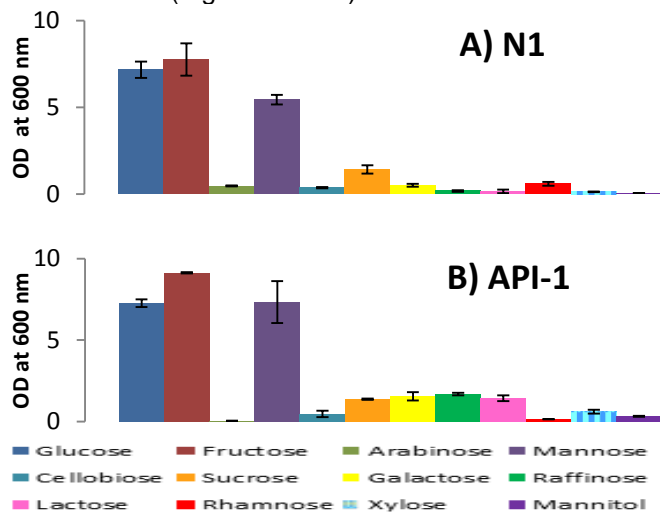 10
A) N1
5
0
OD at 600 nm
10
B) API-1
5
0
OD at 600 nm
Glucose Fructose Arabinose Mannose
Cellobiose Sucrose Galactose Raffinose
Lactose Rhamnose Xylose Mannitol